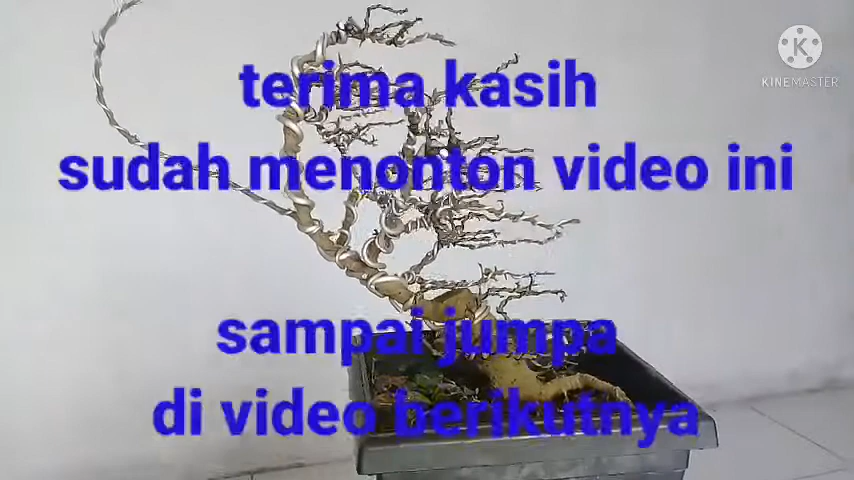 KINEMASTER
terima kasih
sudah menonton video ini
sampai jumpa
di video berikutnya